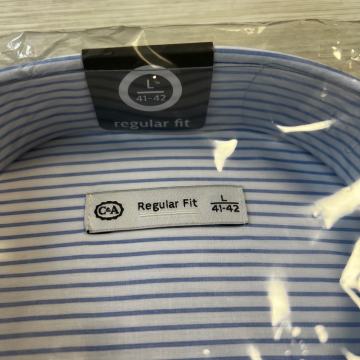 L
41-42
regular fit
C&A
Regular Fit
L
41-42